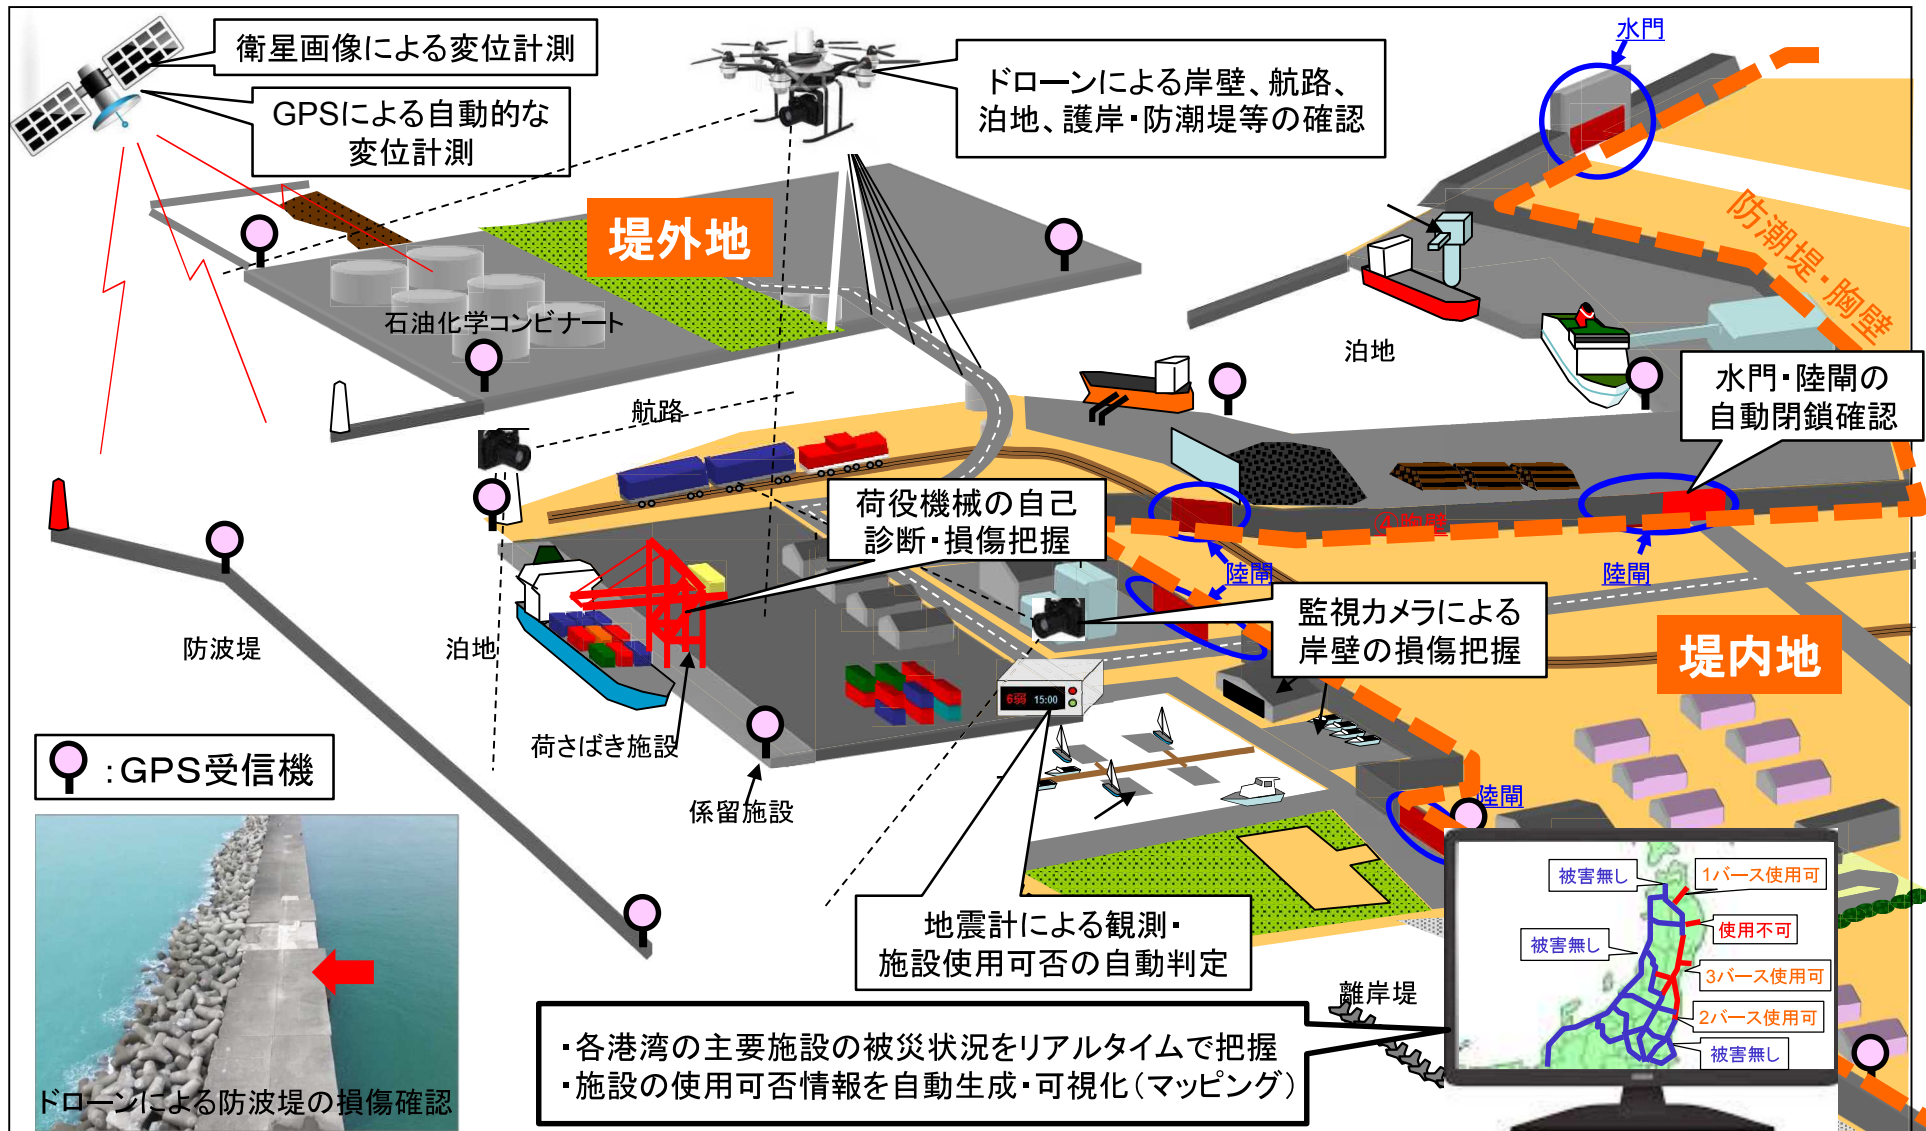 衛星画像による変位計測
GPSによる自動的な
変位計測
ドローンによる岸壁、航路、
泊地、護岸・防潮堤等の確認
水門
堤外地
防潮堤・胸壁
石油化学コンビナート
泊地
航路
水門・陸閘の
自動閉鎖確認
荷役機械の自己
診断・損傷把握
②胸壁
陸閘
陸閘
監視カメラによる
岸壁の損傷把握
堤内地
防波堤
泊地
6弱 15:00
荷さばき施設
:GPS受信機
係留施設
陸閘
地震計による観測・
施設使用可否の自動判定
被害無し
1バース使用可
使用不可
被害無し
3バース使用可
2バース使用可
被害無し
離岸堤
・各港湾の主要施設の被災状況をリアルタイムで把握
・施設の使用可否情報を自動生成・可視化（マッピング）
ドローンによる防波堤の損傷確認